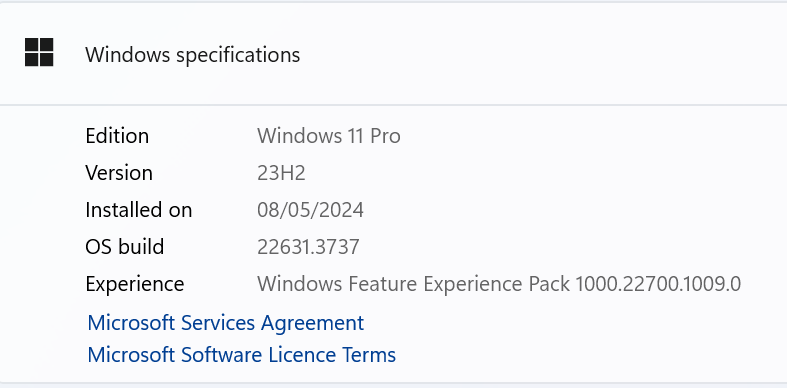 Windows specifications
Edition Windows 11 Pro
Version 23H2
Installed on 08/05/2024
OS build 22631.3737
Experience Windows Feature Experience Pack 1000.22700.1009.0
Microsoft Services Agreement
Microsoft Software Licence Terms